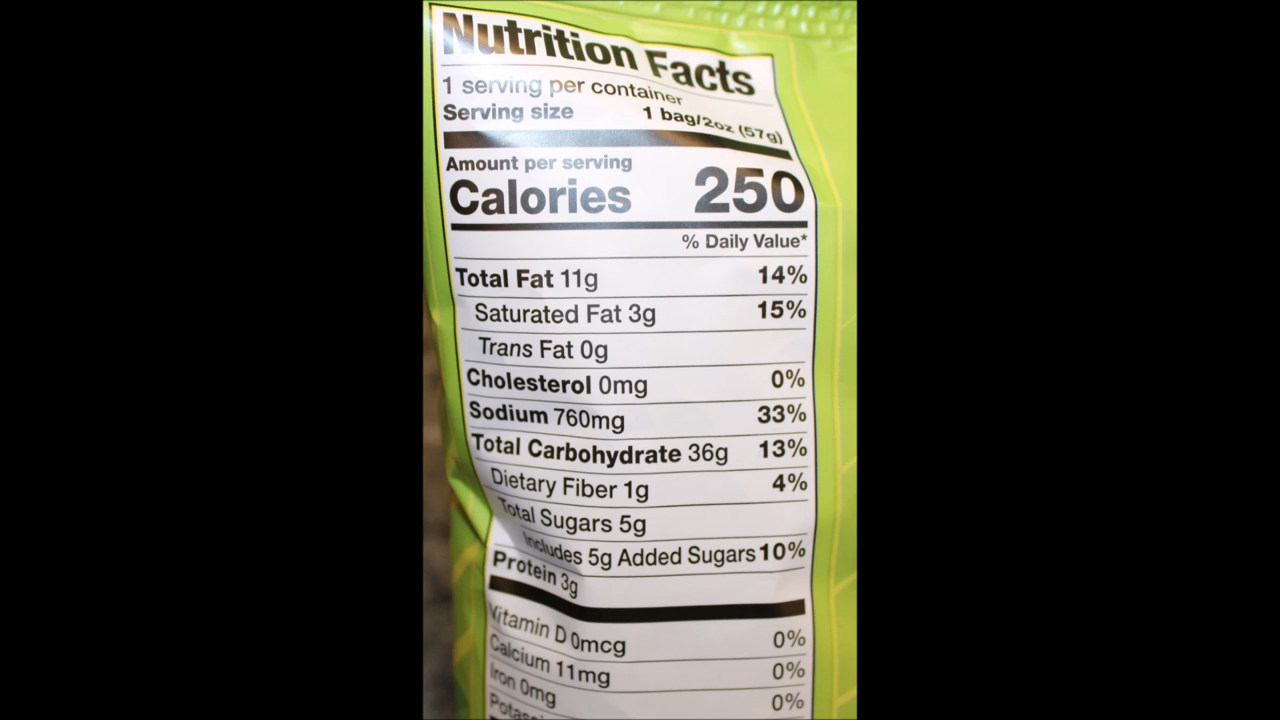 Nutrition Facts
1 serving per container
Serving size 1 bag/2oz (57g)
Amount per serving
Calories 250
% Daily Value*
Total Fat 11g 14%
Saturated Fat 3g 15%
Trans Fat 0g
Cholesterol 0mg 0%
Sodium 760mg 33%
Total Carbohydrate 36g 13%
Dietary Fiber 1g 4%
Total Sugars 5g
Includes 5g Added Sugars 10%
Protein 3g
Vitamin D 0mcg 0%
Calcium 11mg 0%
Iron 0mg 0%